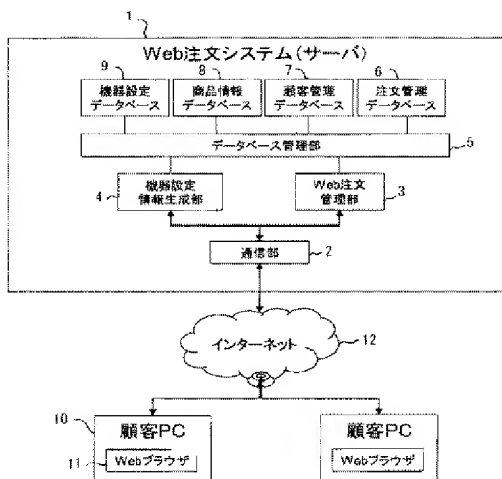 1
Web注文システム(サーバ)
9
8
7
6
機器設定
データベース
商品情報
データベース
顧客管理
データベース
注文管理
データベース
データベース管理部
5
4
機器設定
情報生成部
Web注文
管理部
3
通信部
2
インターネット
12
10
顧客PC
11
Webブラウザ
顧客PC
Webブラウザ